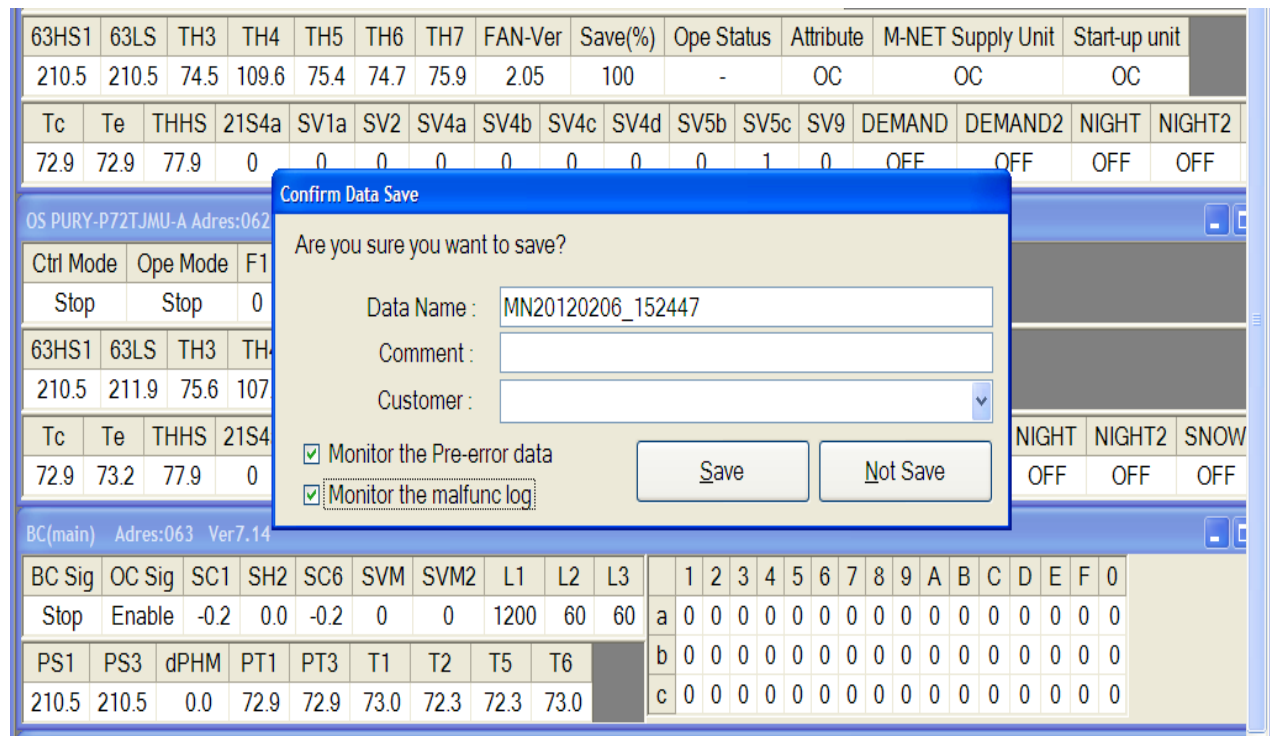 63HS1 63LS TH3 TH4 TH5 TH6 TH7 FAN-Ver Save(%) Ope Status Attribute M-NET Supply Unit Start-up unit
210.5 210.5 74.5 109.6 75.4 74.7 75.9 2.05 100 - OC OC OC
Tc Te THHS 21S4a SV1a SV2 SV4a SV4b SV4c SV4d SV5b SV5c SV9 DEMAND DEMAND2 NIGHT NIGHT2
72.9 72.9 77.9 0 0 0 0 0 0 0 0 1 0 OFF OFF OFF OFF
Confirm Data Save
OS PURY-P72TJMU-A Adres:062
Are you sure you want to save?
Ctrl Mode Ope Mode F1
Stop Stop 0
Data Name : MN20120206_152447
63HS1 63LS TH3
Comment :
210.5 211.9 75.6 107.
Customer :
Tc Te THHS 21S4 NIGHT NIGHT2 SNOW
72.9 73.2 77.9 0 OFF OFF OFF
Monitor the Pre-error data
Monitor the malfunc log
Save Not Save
BC(main) Adres:063 Ver7.14
BC Sig OC Sig SC1 SH2 SC6 SVM SVM2 L1 L2 L3 1 2 3 4 5 6 7 8 9 A B C D E F 0
Stop Enable -0.2 0.0 -0.2 0 0 1200 60 60 a 0 0 0 0 0 0 0 0 0 0 0 0 0 0 0 0
PS1 PS3 dPHM PT1 PT3 T1 T2 T5 T6 b 0 0 0 0 0 0 0 0 0 0 0 0 0 0 0 0
210.5 210.5 0.0 72.9 72.9 73.0 72.3 72.3 73.0 c 0 0 0 0 0 0 0 0 0 0 0 0 0 0 0 0